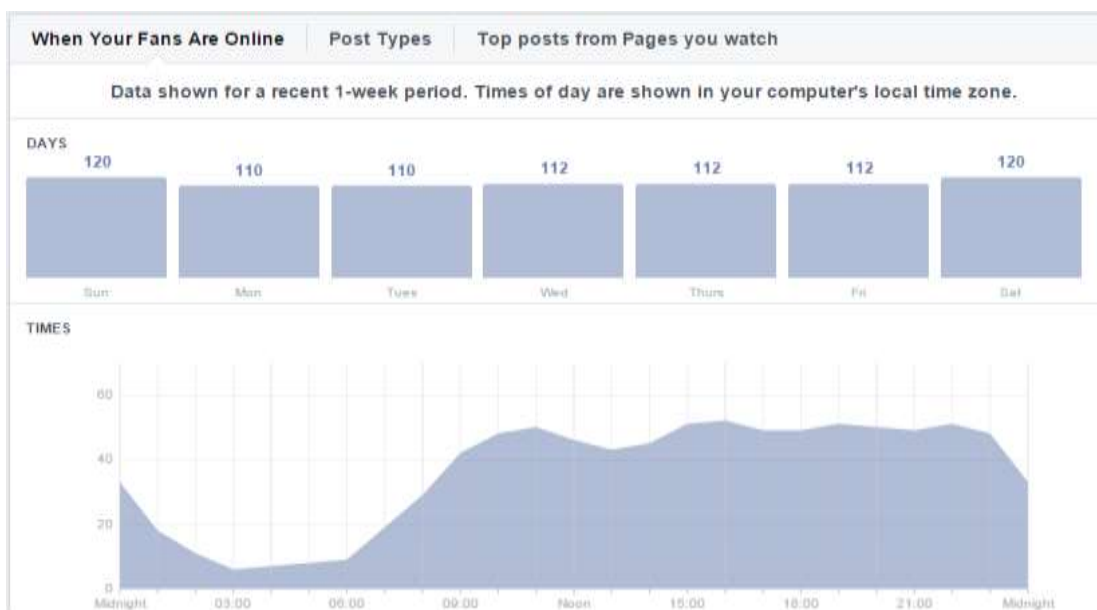 When Your Fans Are Online Post Types Top posts from Pages you watch
Data shown for a recent 1-week period. Times of day are shown in your computer's local time zone.
DAYS
120 110 110 112 112 112 120
Sun Mon Tues Wed Thurs Fri Sat
TIMES
60
40
20
0
Midnight 03:00 06:00 09:00 Noon 15:00 18:00 21:00 Midnight